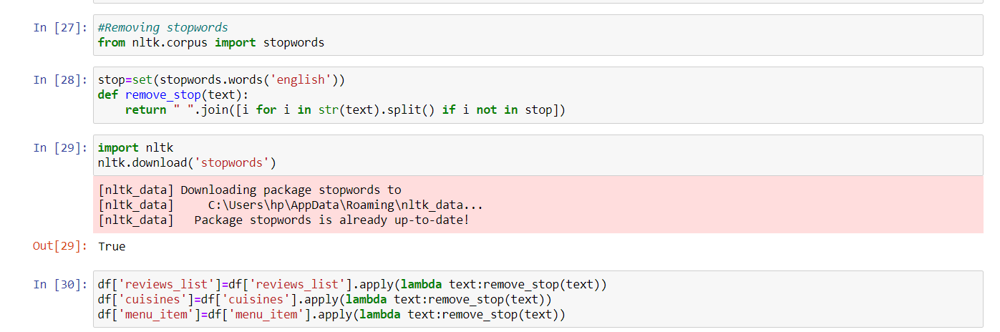 In [27]: #Removing stopwords
from nltk.corpus import stopwords
In [28]: stop=set(stopwords.words('english'))
def remove_stop(text):
    return " ".join([i for i in str(text).split() if i not in stop])
In [29]: import nltk
nltk.download('stopwords')
[nltk_data] Downloading package stopwords to
[nltk_data]     C:\Users\hp\AppData\Roaming\nltk_data...
[nltk_data]   Package stopwords is already up-to-date!
Out[29]: True
In [30]: df['reviews_list']=df['reviews_list'].apply(lambda text:remove_stop(text))
df['cuisines']=df['cuisines'].apply(lambda text:remove_stop(text))
df['menu_item']=df['menu_item'].apply(lambda text:remove_stop(text))